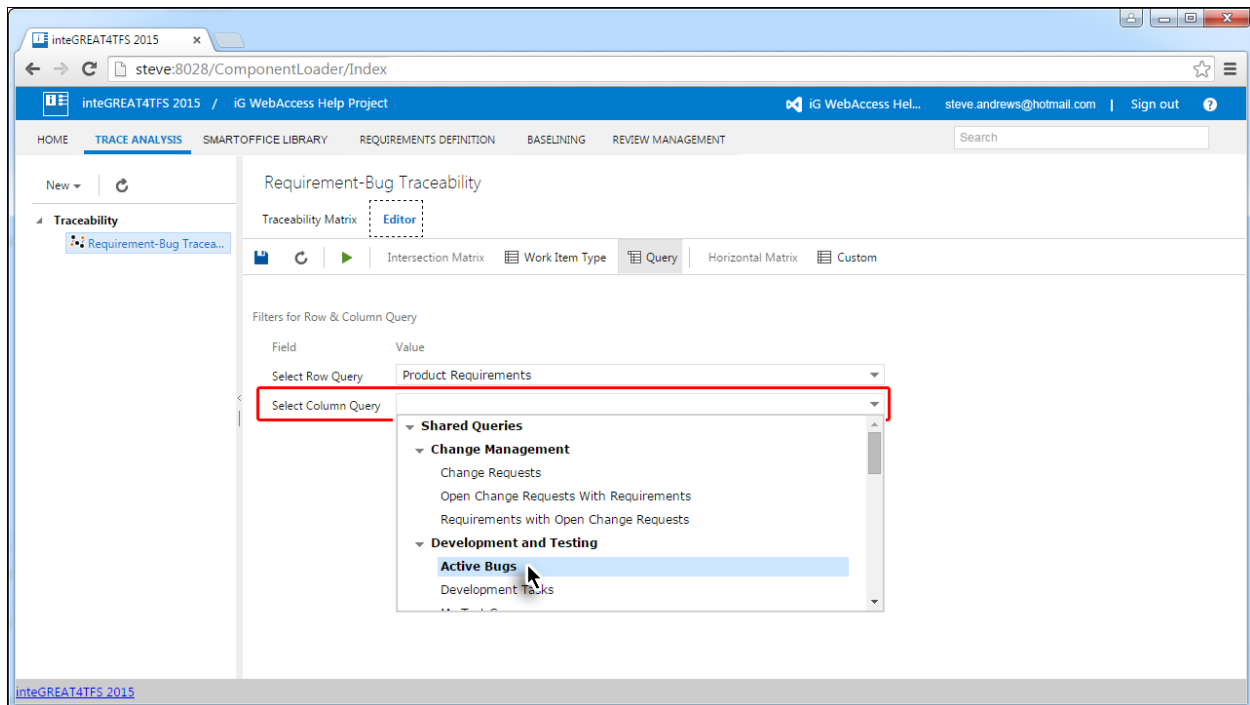 inteGREAT4TFS 2015
steve:8028/ComponentLoader/Index
inteGREAT4TFS 2015 / iG WebAccess Help Project iG WebAccess Hel... steve.andrews@hotmail.com | Sign out ?
HOME TRACE ANALYSIS SMARTOFFICE LIBRARY REQUIREMENTS DEFINITION BASELINING REVIEW MANAGEMENT Search
New Requirement-Bug Traceability
Traceability Traceability Matrix Editor
Requirement-Bug Tracea...
Intersection Matrix Work Item Type Query Horizontal Matrix Custom
Filters for Row & Column Query
Field Value
Select Row Query Product Requirements
Select Column Query
Shared Queries
Change Management
Change Requests
Open Change Requests With Requirements
Requirements with Open Change Requests
Development and Testing
Active Bugs
Development Tasks
inteGREAT4TFS 2015